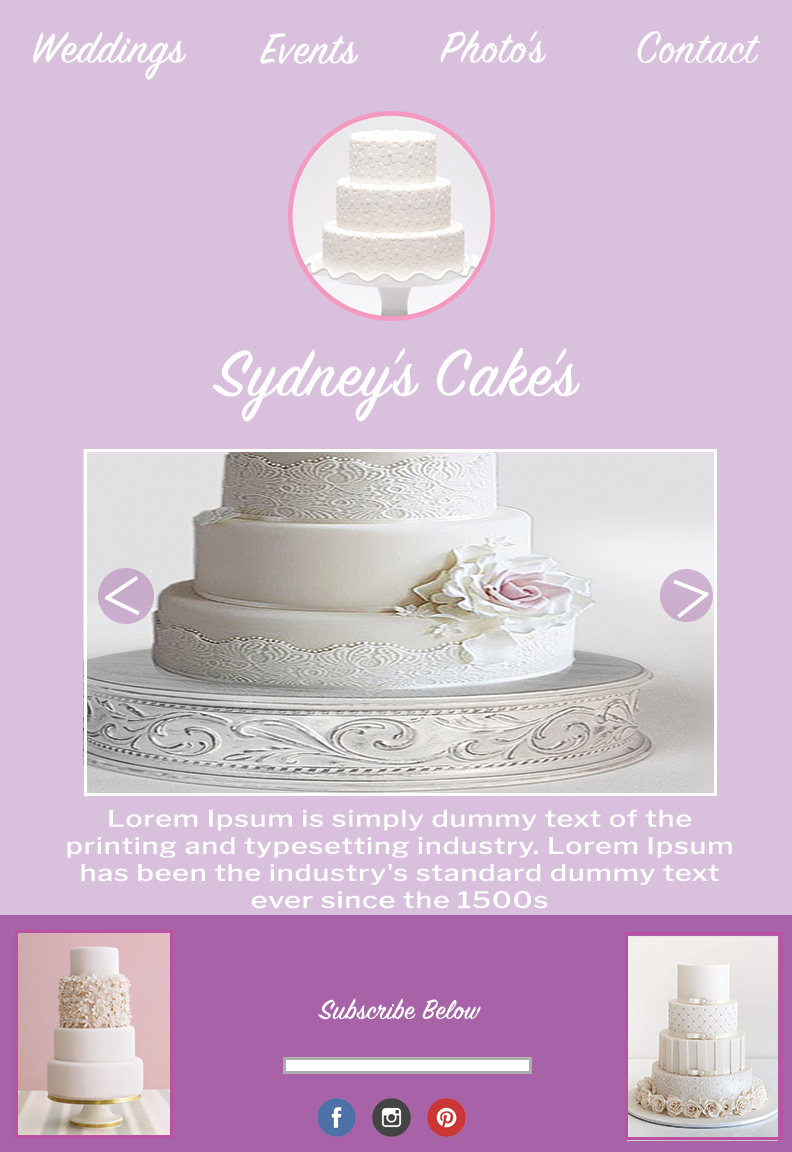 Weddings Events Photo's Contact
Sydney's Cake's
< >
Lorem Ipsum is simply dummy text of the
printing and typesetting industry. Lorem Ipsum
has been the industry's standard dummy text
ever since the 1500s
Subscribe Below